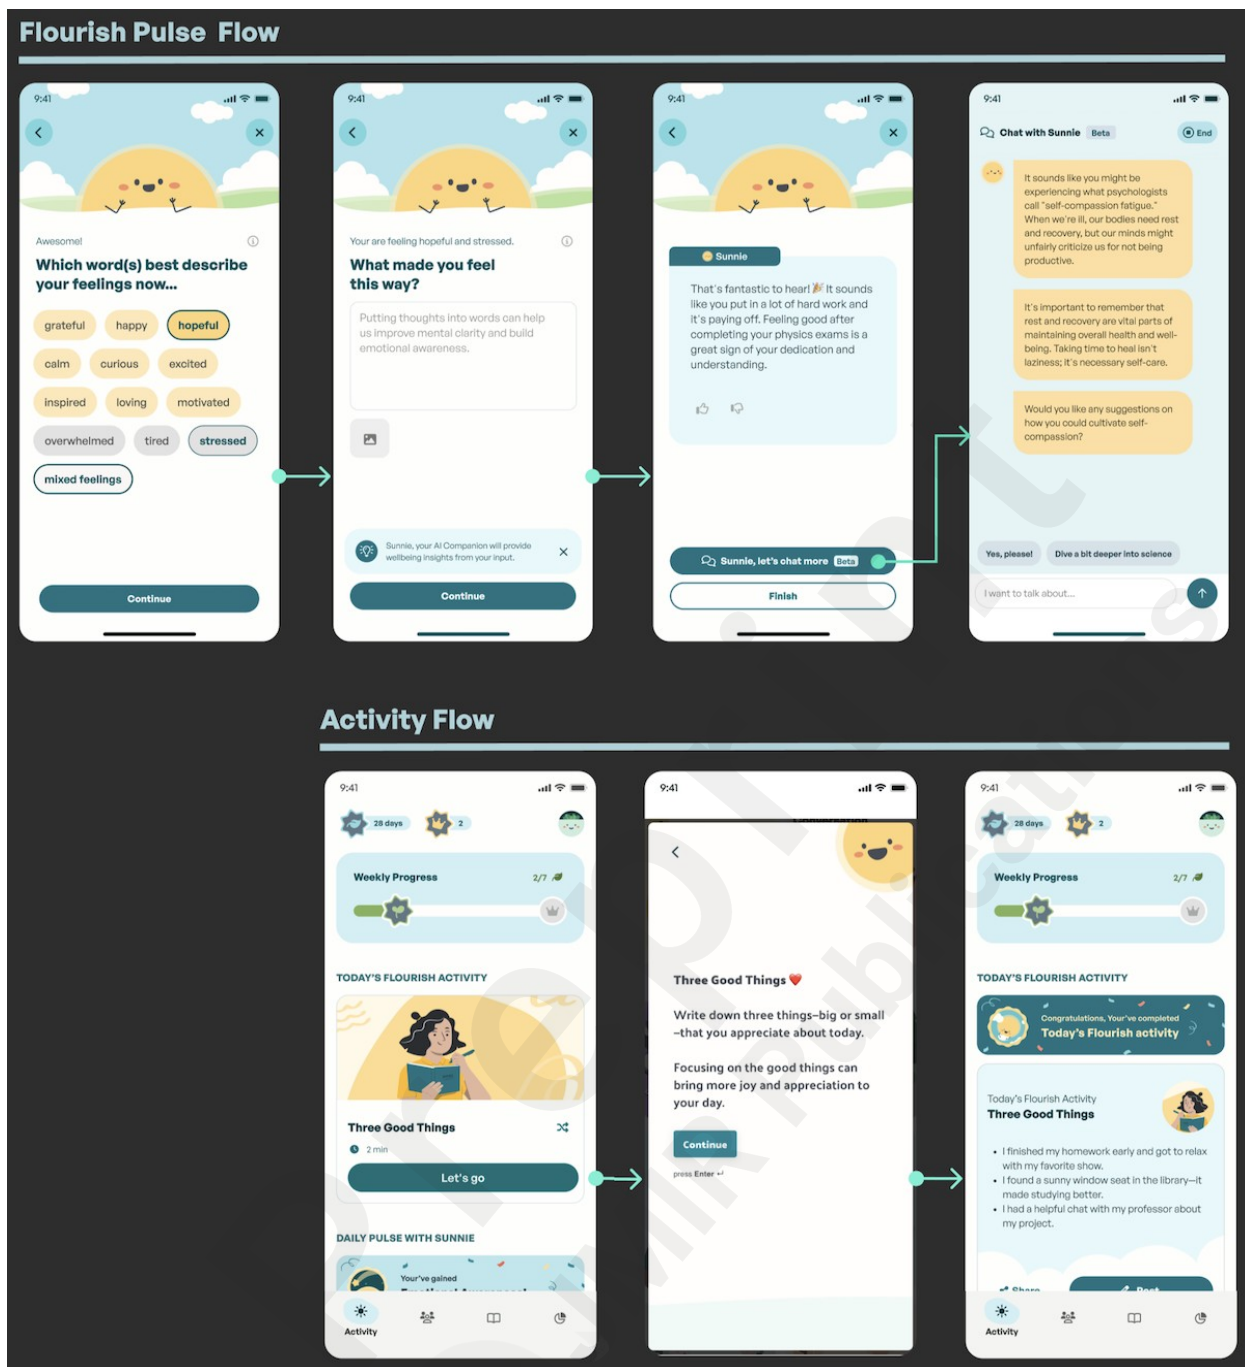 Flourish Pulse Flow
9:41
Awesome!
Which word(s) best describe
your feelings now...
grateful
happy
hopeful
calm
curious
excited
inspired
loving
motivated
overwhelmed
tired
stressed
mixed feelings
Continue
9:41
Your are feeling hopeful and stressed.
What made you feel
this way?
Putting thoughts into words can help
us improve mental clarity and build
emotional awareness.
Sunnie, your AI Companion will provide
wellbeing insights from your input.
Continue
9:41
Sunnie
That's fantastic to hear! 🎉 It sounds
like you put in a lot of hard work and
it's paying off. Feeling good after
completing your physics exams is a
great sign of your dedication and
understanding.
Sunnie, let's chat more Beta
Finish
9:41
Chat with Sunnie Beta
End
It sounds like you might be
experiencing what psychologists
call "self-compassion fatigue."
When we're ill, our bodies need rest
and recovery, but our minds might
unfairly criticize us for not being
productive.
It's important to remember that
rest and recovery are vital parts of
maintaining overall health and well-
being. Taking time to heal isn't
laziness; it's necessary self-care.
Would you like any suggestions on
how you could cultivate self-
compassion?
Yes, please!
Dive a bit deeper into science
I want to talk about...
Activity Flow
9:41
28 days
2
Weekly Progress
2/7
TODAY'S FLOURISH ACTIVITY
Three Good Things
2 min
Let's go
DAILY PULSE WITH SUNNIE
Your've gained
Emotional Awareness!
Activity
9:41
Conversation
Three Good Things ❤️
Write down three things–big or small
–that you appreciate about today.
Focusing on the good things can
bring more joy and appreciation to
your day.
Continue
press Enter ↵
9:41
28 days
2
Weekly Progress
2/7
TODAY'S FLOURISH ACTIVITY
Congratulations, Your've completed
Today's Flourish activity
Today's Flourish Activity
Three Good Things
• I finished my homework early and got to relax
with my favorite show.
• I found a sunny window seat in the library—it
made studying better.
• I had a helpful chat with my professor about
my project.
Share
Post
Activity
Preprint
JMIR Publications